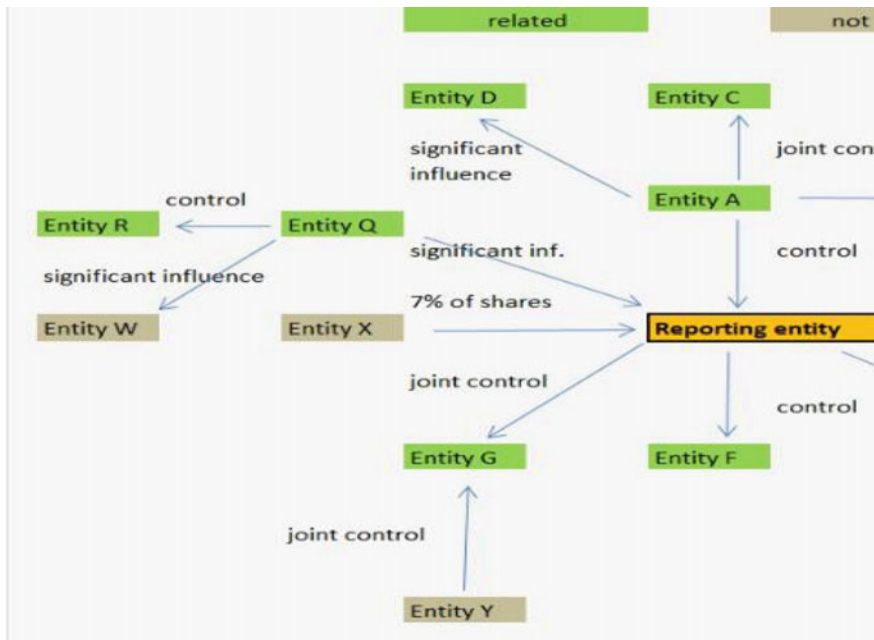 related
not
Entity D
Entity C
significant
influence
joint con
control
Entity A
Entity R
Entity Q
significant inf.
control
significant influence
7% of shares
Entity W
Entity X
Reporting entity
joint control
control
Entity G
Entity F
joint control
Entity Y